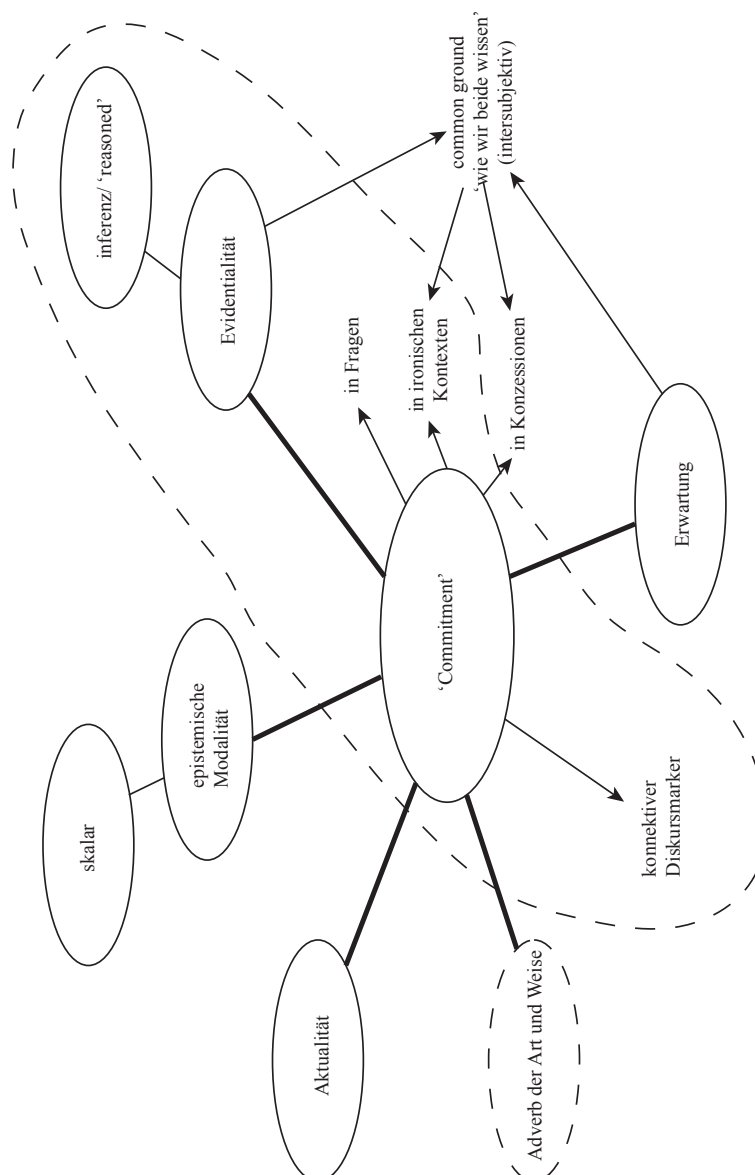 skalar
epistemische
Modalität
inferenz/ ‘reasoned’
Evidentialität
Aktualität
‘Commitment’
in Fragen
in ironischen
Kontexten
in Konzessionen
common ground
‘wie wir beide wissen’
(intersubjektiv)
Adverb der Art und Weise
konnektiver
Diskursmarker
Erwartung